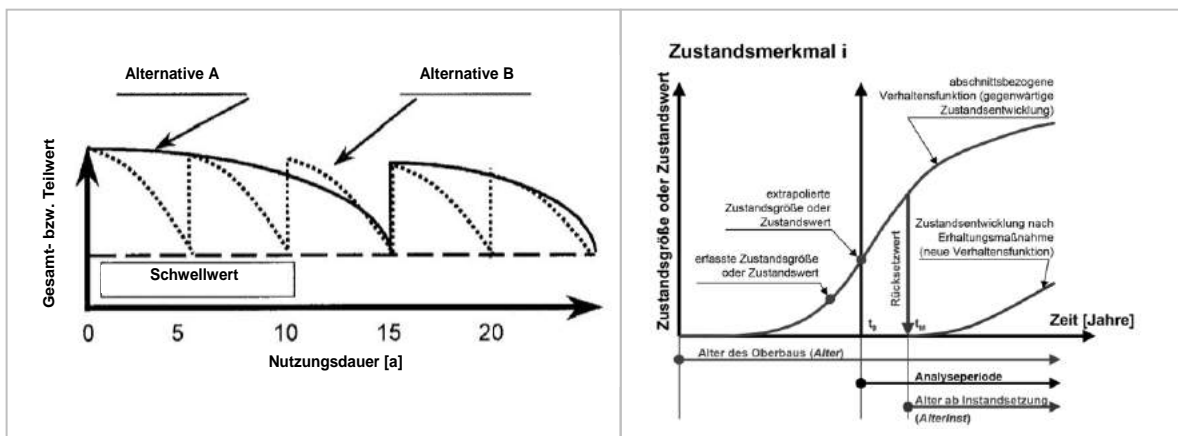 Alternative A
Alternative B
Gesamt- bzw. Teilwert
Schwellwert
0
5
10
15
20
Nutzungsdauer [a]
Zustandsmerkmal i
Zustandsgröße oder Zustandswert
abschnittsbezogene
Verhaltensfunktion (gegenwärtige
Zustandsentwicklung)
extrapolierte
Zustandsgröße oder
Zustandswert
erfasste Zustandsgröße
oder Zustandswert
Rücksetzwert
Zustandsentwicklung nach
Erhaltungsmaßnahme
(neue Verhaltensfunktion)
Zeit [Jahre]
Alter des Oberbaus (Alter)
Analyseperiode
Alter ab Instandsetzung
(AlterInst)